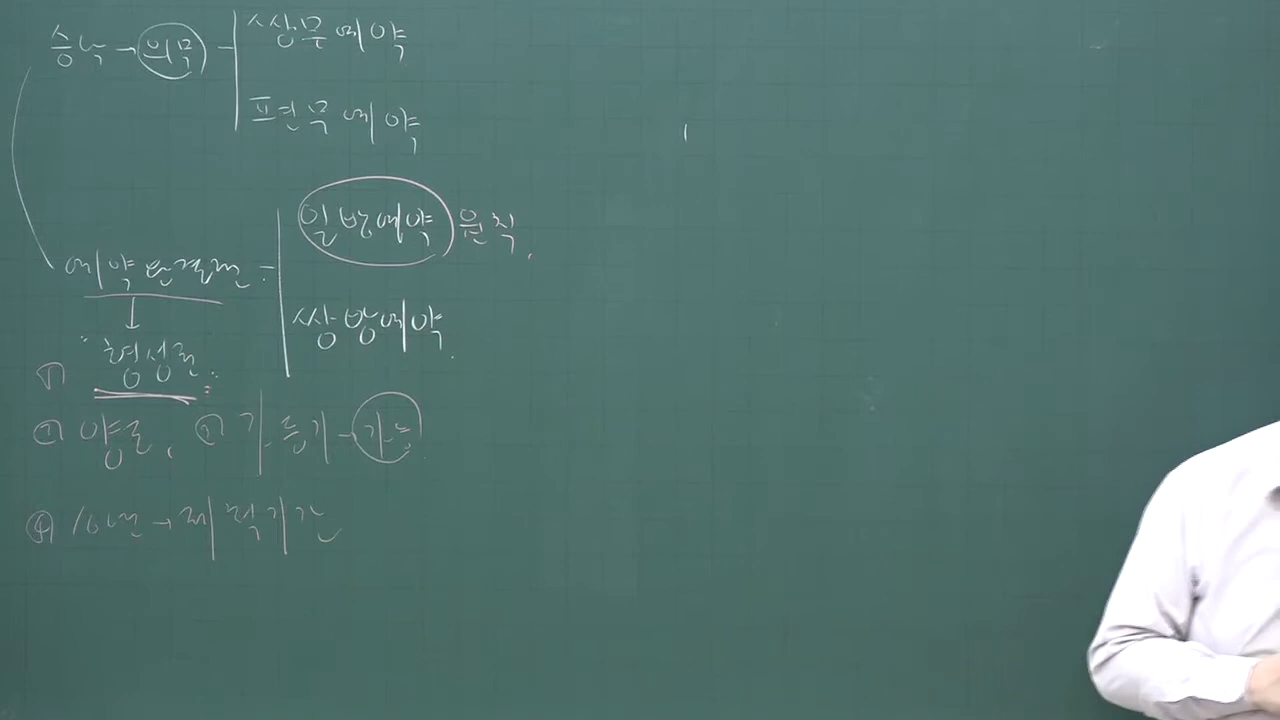 승낙 → 의무
쌍무예약
편무예약
일방예약 원칙.
예약완결권
쌍방예약.
① "형성권"
② 양도, ③ 가등기 → 가능
④ 10년 → 제척기간